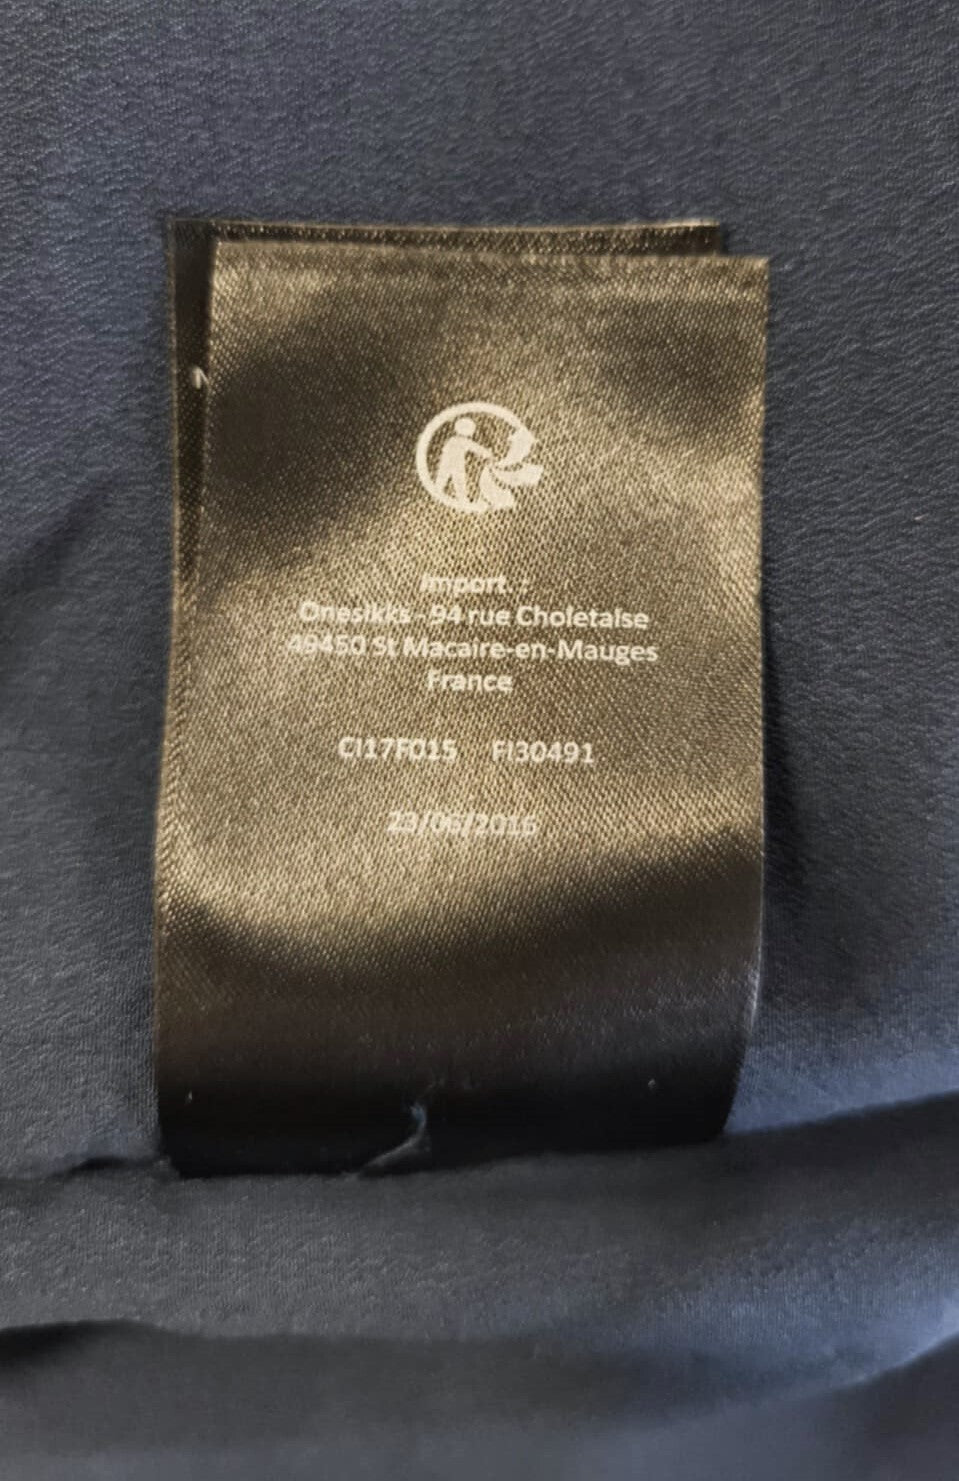 Import. :
Onesikks - 94 rue Choletaise
49450 St Macaire-en-Mauges
France
CI17F015 FI30491
23/06/2016